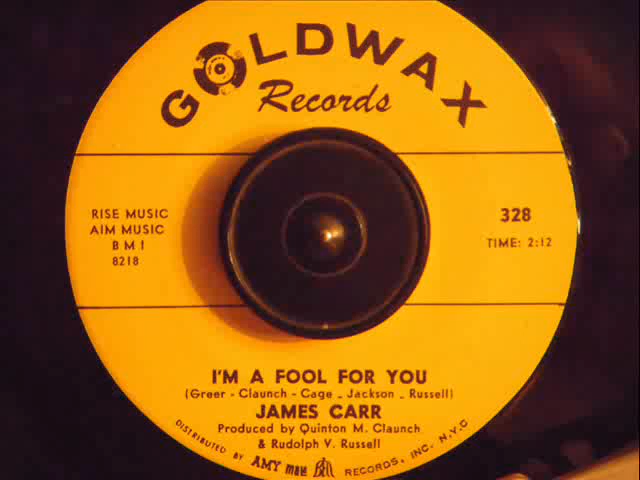 GOLDWAX
Records
RISE MUSIC
AIM MUSIC
B M I
8218
328
TIME: 2:12
I'M A FOOL FOR YOU
(Greer - Claunch - Cage - Jackson - Russell)
JAMES CARR
Produced by Quinton M. Claunch
& Rudolph V. Russell
DISTRIBUTED BY AMY mala Bell RECORDS, INC. N.Y.C.